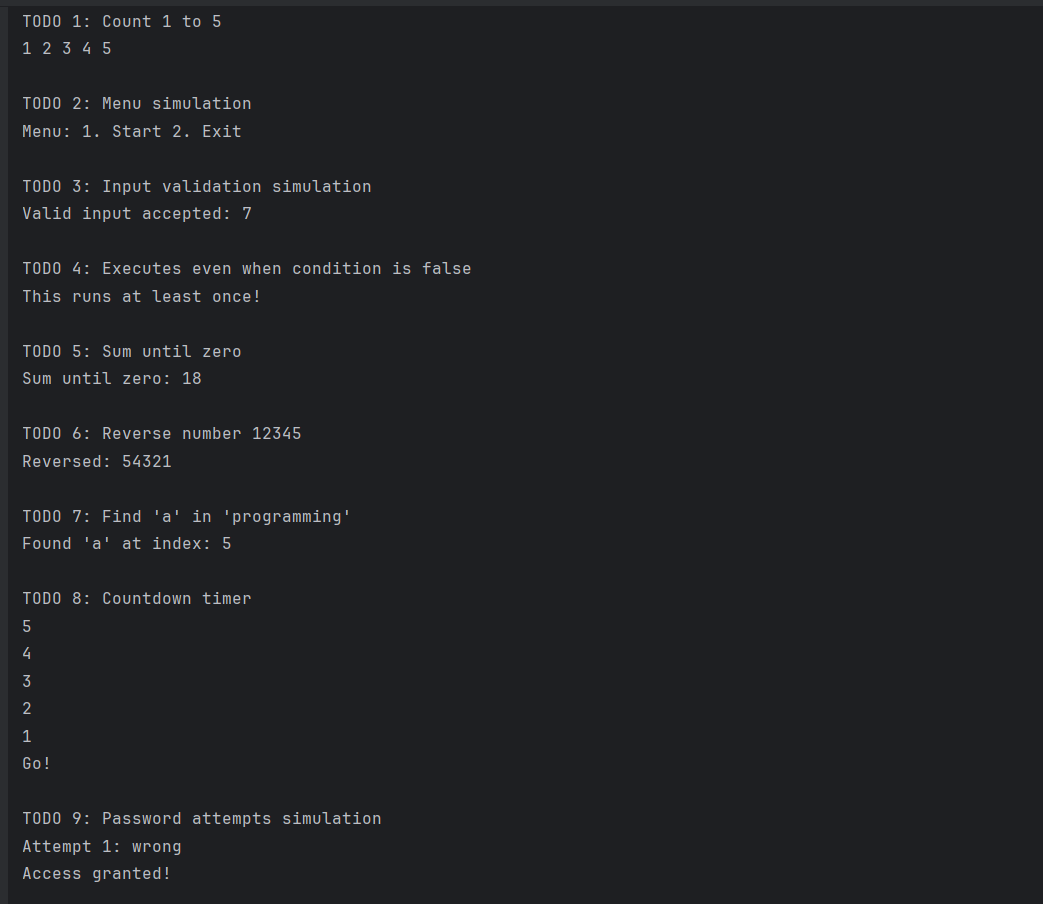 TODO 1: Count 1 to 5
1 2 3 4 5
TODO 2: Menu simulation
Menu: 1. Start 2. Exit
TODO 3: Input validation simulation
Valid input accepted: 7
TODO 4: Executes even when condition is false
This runs at least once!
TODO 5: Sum until zero
Sum until zero: 18
TODO 6: Reverse number 12345
Reversed: 54321
TODO 7: Find 'a' in 'programming'
Found 'a' at index: 5
TODO 8: Countdown timer
5
4
3
2
1
Go!
TODO 9: Password attempts simulation
Attempt 1: wrong
Access granted!